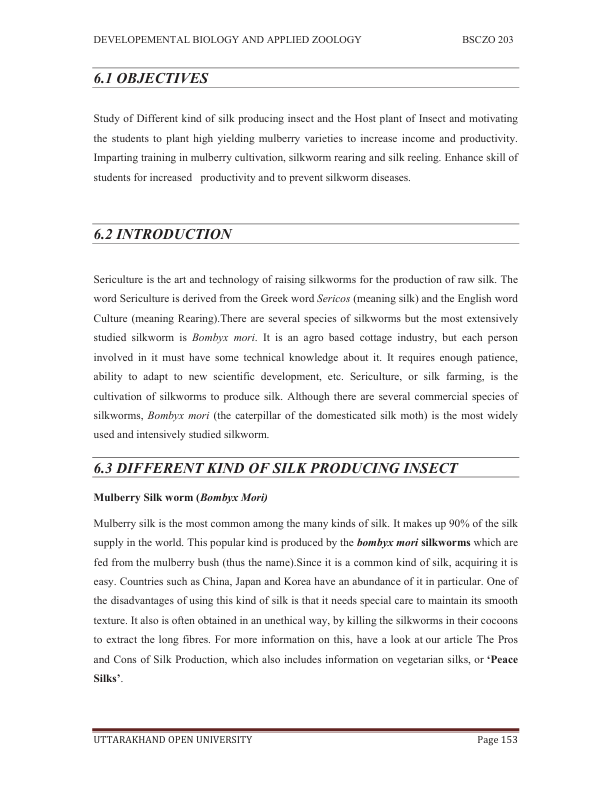 DEVELOPEMENTAL BIOLOGY AND APPLIED ZOOLOGY BSCZO 203
6.1 OBJECTIVES
Study of Different kind of silk producing insect and the Host plant of Insect and motivating
the students to plant high yielding mulberry varieties to increase income and productivity.
Imparting training in mulberry cultivation, silkworm rearing and silk reeling. Enhance skill of
students for increased productivity and to prevent silkworm diseases.
6.2 INTRODUCTION
Sericulture is the art and technology of raising silkworms for the production of raw silk. The
word Sericulture is derived from the Greek word Sericos (meaning silk) and the English word
Culture (meaning Rearing).There are several species of silkworms but the most extensively
studied silkworm is Bombyx mori. It is an agro based cottage industry, but each person
involved in it must have some technical knowledge about it. It requires enough patience,
ability to adapt to new scientific development, etc. Sericulture, or silk farming, is the
cultivation of silkworms to produce silk. Although there are several commercial species of
silkworms, Bombyx mori (the caterpillar of the domesticated silk moth) is the most widely
used and intensively studied silkworm.
6.3 DIFFERENT KIND OF SILK PRODUCING INSECT
Mulberry Silk worm (Bombyx Mori)
Mulberry silk is the most common among the many kinds of silk. It makes up 90% of the silk
supply in the world. This popular kind is produced by the bombyx mori silkworms which are
fed from the mulberry bush (thus the name).Since it is a common kind of silk, acquiring it is
easy. Countries such as China, Japan and Korea have an abundance of it in particular. One of
the disadvantages of using this kind of silk is that it needs special care to maintain its smooth
texture. It also is often obtained in an unethical way, by killing the silkworms in their cocoons
to extract the long fibres. For more information on this, have a look at our article The Pros
and Cons of Silk Production, which also includes information on vegetarian silks, or ‘Peace
Silks’.
UTTARAKHAND OPEN UNIVERSITY Page 153